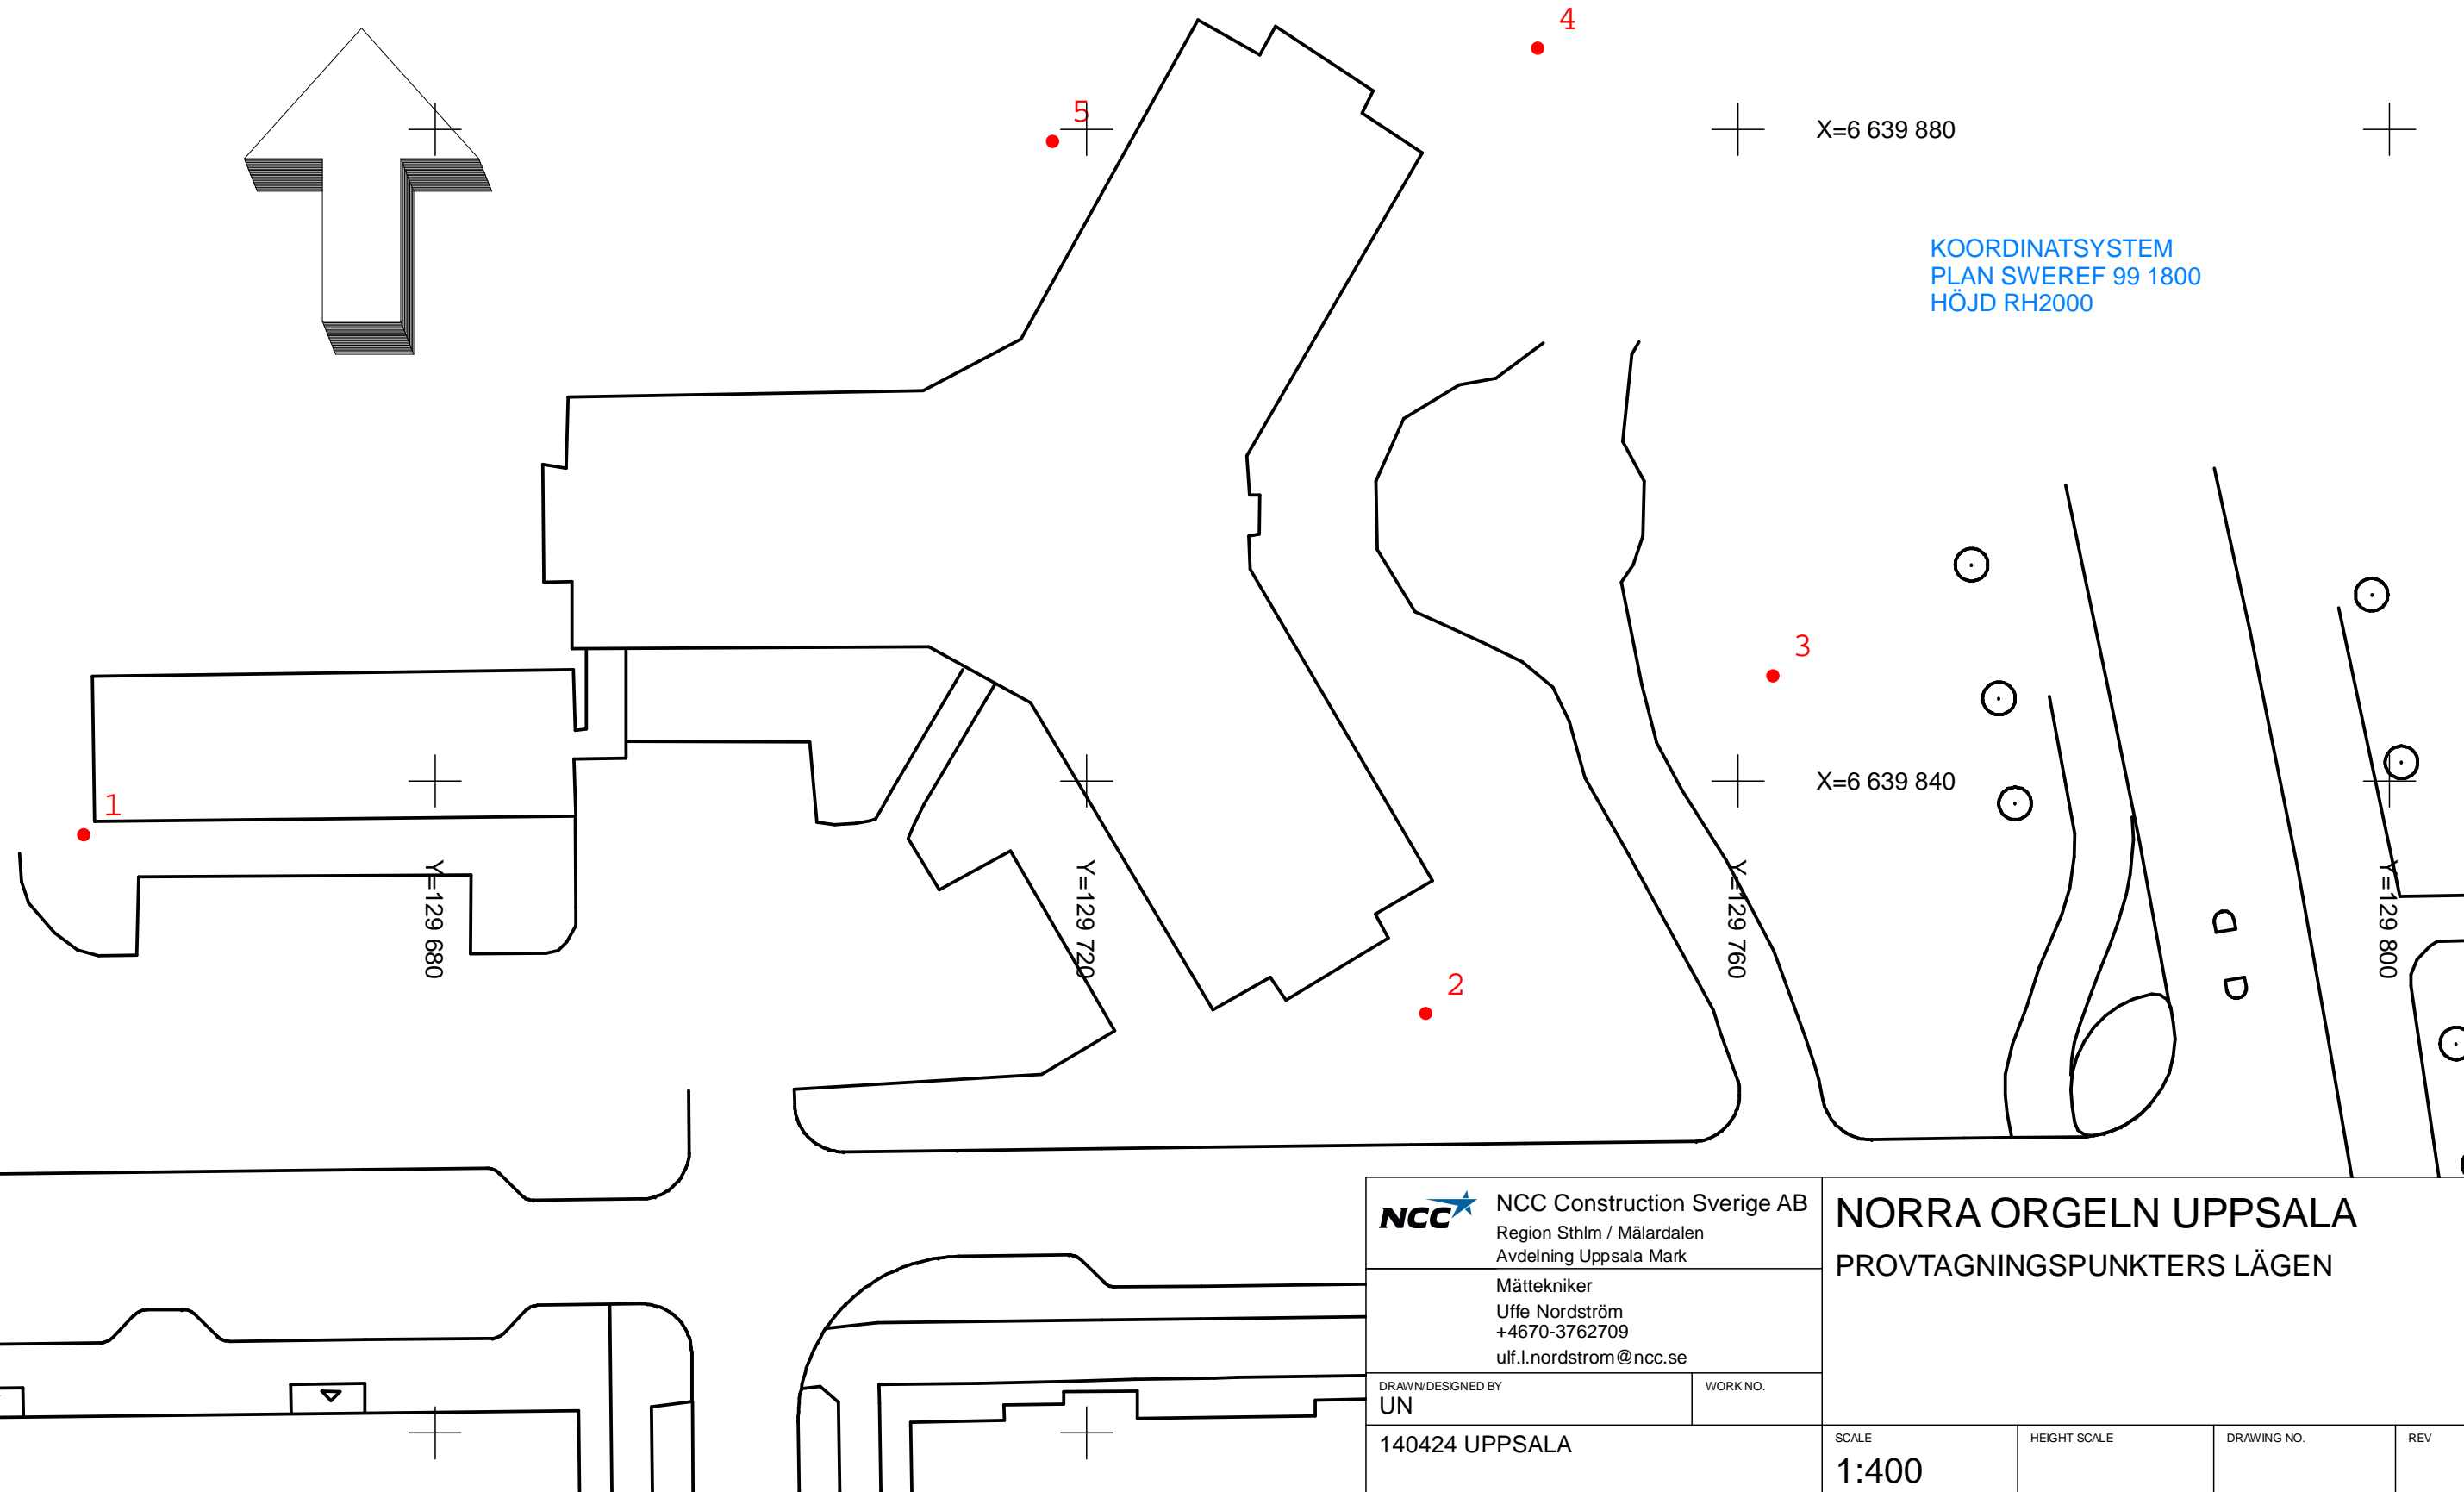 4
5
X=6 639 880
KOORDINATSYSTEM
PLAN SWEREF 99 1800
HÖJD RH2000
3
X=6 639 840
1
Y=129 680
Y=129 720
Y=129 760
Y=129 800
2
NCC
NCC Construction Sverige AB
Region Sthlm / Mälardalen
Avdelning Uppsala Mark
Mättekniker
Uffe Nordström
+4670-3762709
ulf.l.nordstrom@ncc.se
DRAWN/DESIGNED BY
UN
WORK NO.
140424 UPPSALA
NORRA ORGELN UPPSALA
PROVTAGNINGSPUNKTERS LÄGEN
SCALE
1:400
HEIGHT SCALE
DRAWING NO.
REV